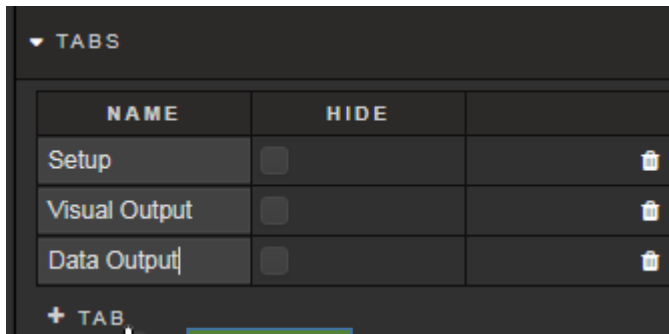 TABS
NAME HIDE
Setup
Visual Output
Data Output
+ TAB